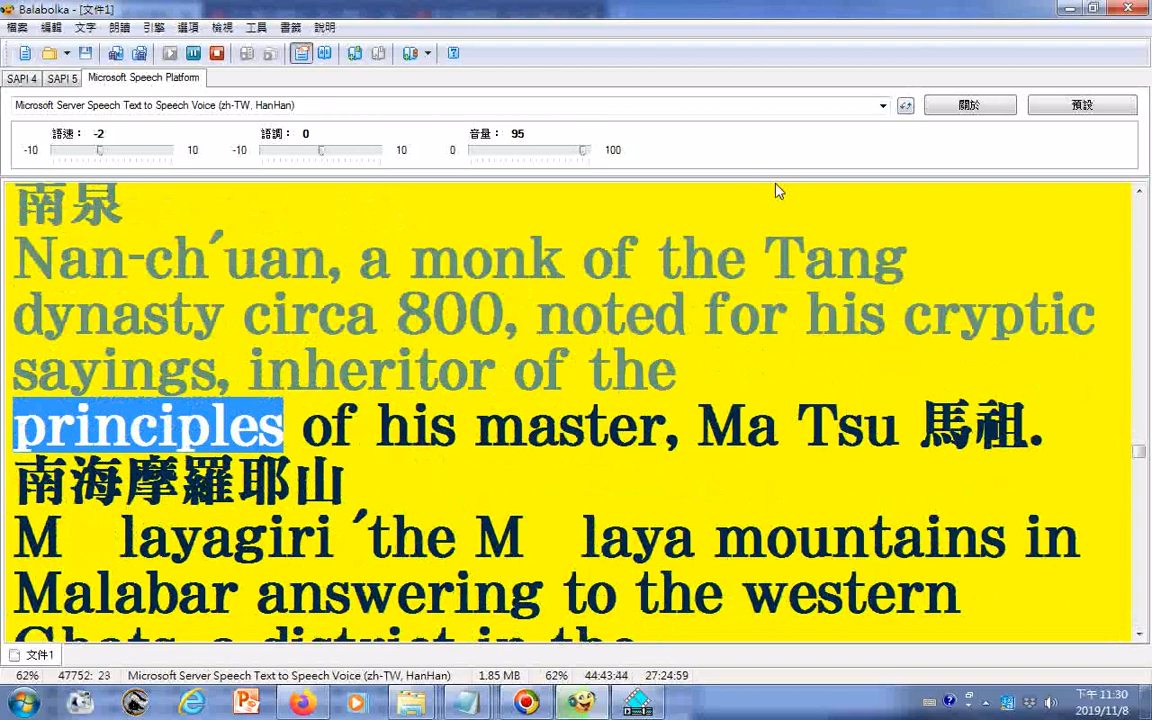 Balabolka - [文件1]
檔案 編輯 文字 朗讀 引擎 選項 檢視 工具 書籤 說明
SAPI 4 SAPI 5 Microsoft Speech Platform
Microsoft Server Speech Text to Speech Voice (zh-TW, HanHan) 關於 預設
語速： -2 語調： 0 音量： 95
-10 10 -10 10 0 100
南泉
Nan-ch′uan, a monk of the Tang
dynasty circa 800, noted for his cryptic
sayings, inheritor of the
principles of his master, Ma Tsu 馬祖.
南海摩羅耶山
M layagiri ′the M laya mountains in
Malabar answering to the western
Ghats, a district in the
文件1
62% 47752: 23 Microsoft Server Speech Text to Speech Voice (zh-TW, HanHan) 1.85 MB 62% 44:43:44 27:24:59
下午 11:30
2019/11/8